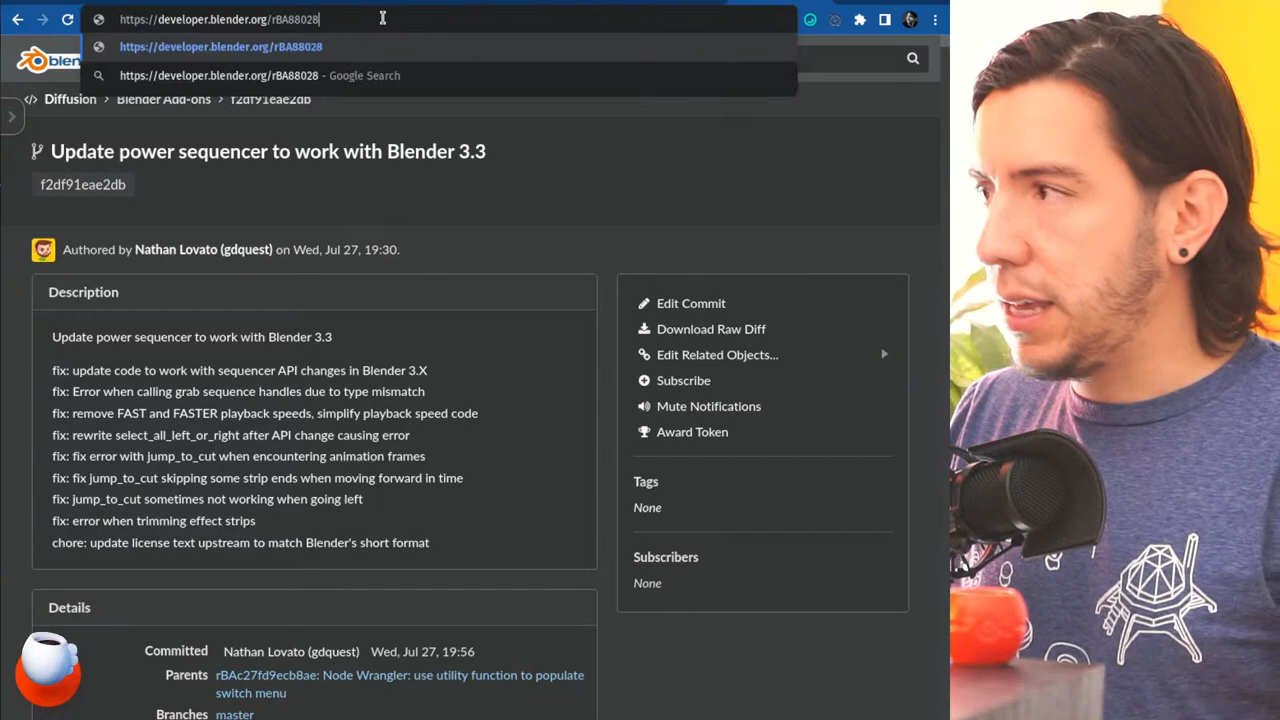 https://developer.blender.org/rBA88028
https://developer.blender.org/rBA88028
https://developer.blender.org/rBA88028 - Google Search
Diffusion > Blender Add-ons > f2df91eae2db
Update power sequencer to work with Blender 3.3
f2df91eae2db
Authored by Nathan Lovato (gdquest) on Wed, Jul 27, 19:30.
Description
Update power sequencer to work with Blender 3.3
fix: update code to work with sequencer API changes in Blender 3.X
fix: Error when calling grab sequence handles due to type mismatch
fix: remove FAST and FASTER playback speeds, simplify playback speed code
fix: rewrite select_all_left_or_right after API change causing error
fix: fix error with jump_to_cut when encountering animation frames
fix: fix jump_to_cut skipping some strip ends when moving forward in time
fix: jump_to_cut sometimes not working when going left
fix: error when trimming effect strips
chore: update license text upstream to match Blender's short format
Edit Commit
Download Raw Diff
Edit Related Objects...
Subscribe
Mute Notifications
Award Token
Tags
None
Subscribers
None
Details
Committed Nathan Lovato (gdquest) Wed, Jul 27, 19:56
Parents rBAc27fd9ecb8ae: Node Wrangler: use utility function to populate
switch menu
Branches master